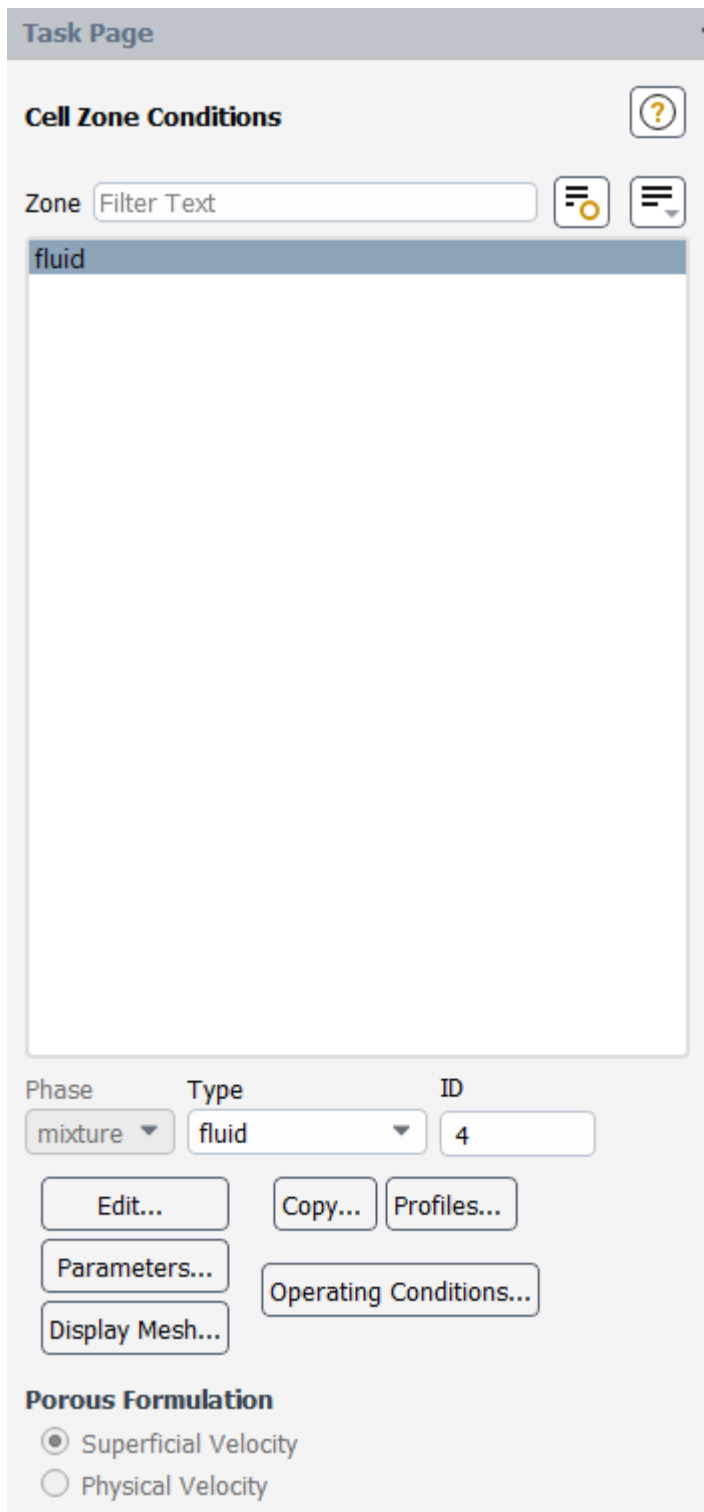 Task Page
Cell Zone Conditions
?
Zone Filter Text
fluid
Phase Type ID
mixture fluid 4
Edit... Copy... Profiles...
Parameters...
Operating Conditions...
Display Mesh...
Porous Formulation
Superficial Velocity
Physical Velocity